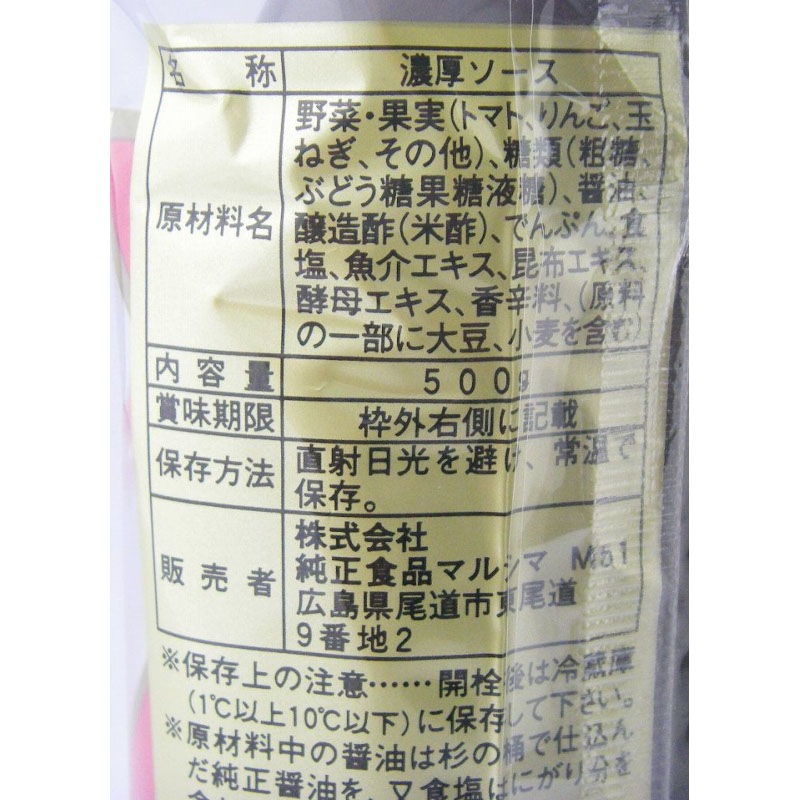 名称 濃厚ソース
原材料名 野菜・果実(トマト、りんご、玉
ねぎ、その他)、糖類(粗糖、
ぶどう糖果糖液糖)、醤油、
醸造酢(米酢)、でんぷん、食
塩、魚介エキス、昆布エキス、
酵母エキス、香辛料、(原料
の一部に大豆、小麦を含む)
内容量 500g
賞味期限 枠外右側に記載
保存方法 直射日光を避け、常温で
保存。
販売者 株式会社
純正食品マルシマ M51
広島県尾道市東尾道
9番地2
※保存上の注意……開栓後は冷蔵庫
(1℃以上10℃以下)に保存して下さい。
※原材料中の醤油は杉の桶で仕込ん
だ純正醤油を、又食塩はにがり分を